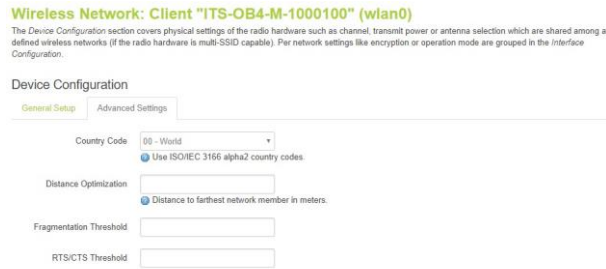 Wireless Network: Client "ITS-OB4-M-1000100" (wlan0)
The Device Configuration section covers physical settings of the radio hardware such as channel, transmit power or antenna selection which are shared among a
defined wireless networks (if the radio hardware is multi-SSID capable). Per network settings like encryption or operation mode are grouped in the Interface
Configuration.
Device Configuration
General Setup Advanced Settings
Country Code 00 - World
Use ISO/IEC 3166 alpha2 country codes.
Distance Optimization
Distance to farthest network member in meters.
Fragmentation Threshold
RTS/CTS Threshold